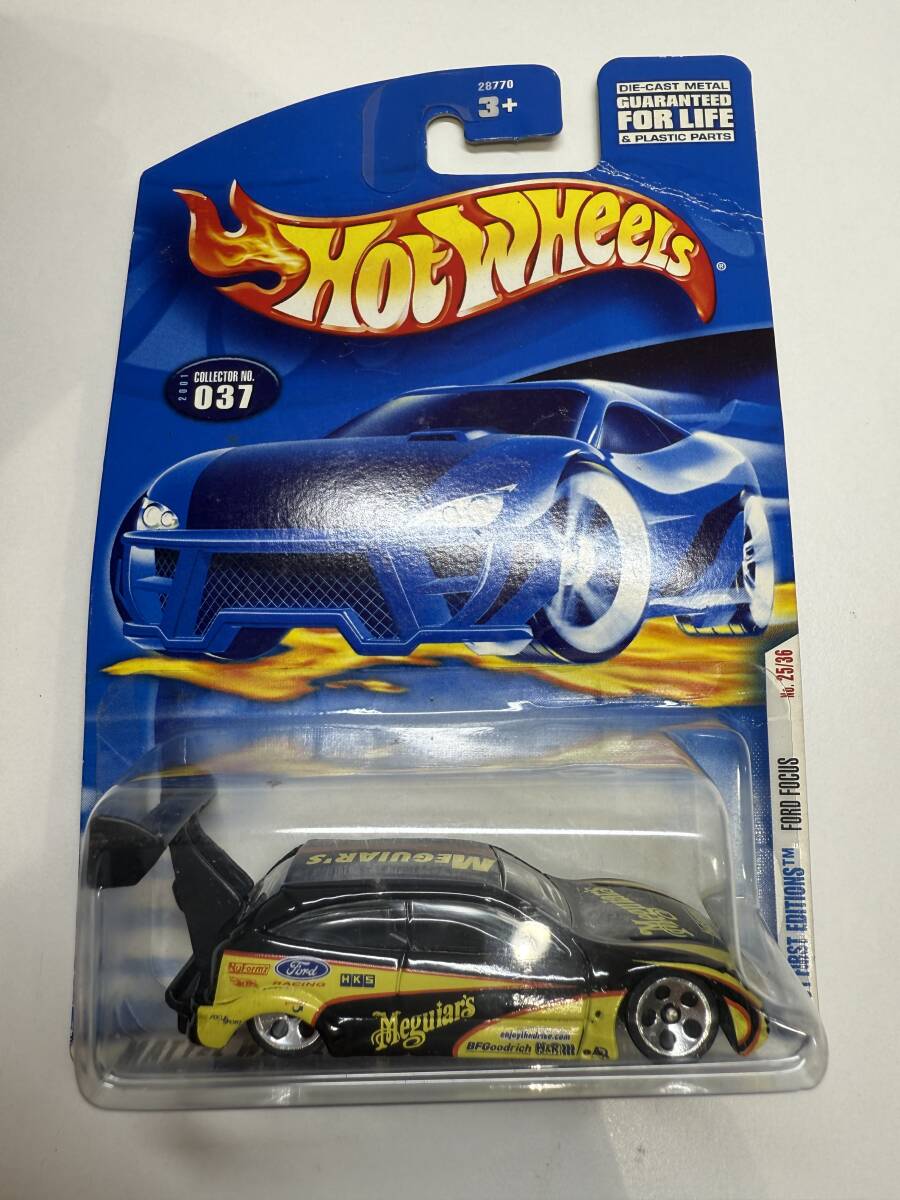 28770
3+
DIE-CAST METAL
GUARANTEED
FOR LIFE
& PLASTIC PARTS
HOT WHEELS®
2001
COLLECTOR NO.
037
No. 25/36
FIRST EDITIONS™ FORD FOCUS
MEGUIAR'S
Meguiar's
Ford
RACING
HKS
Meguiar's
enjoythedrive.com
BFGoodrich H&R